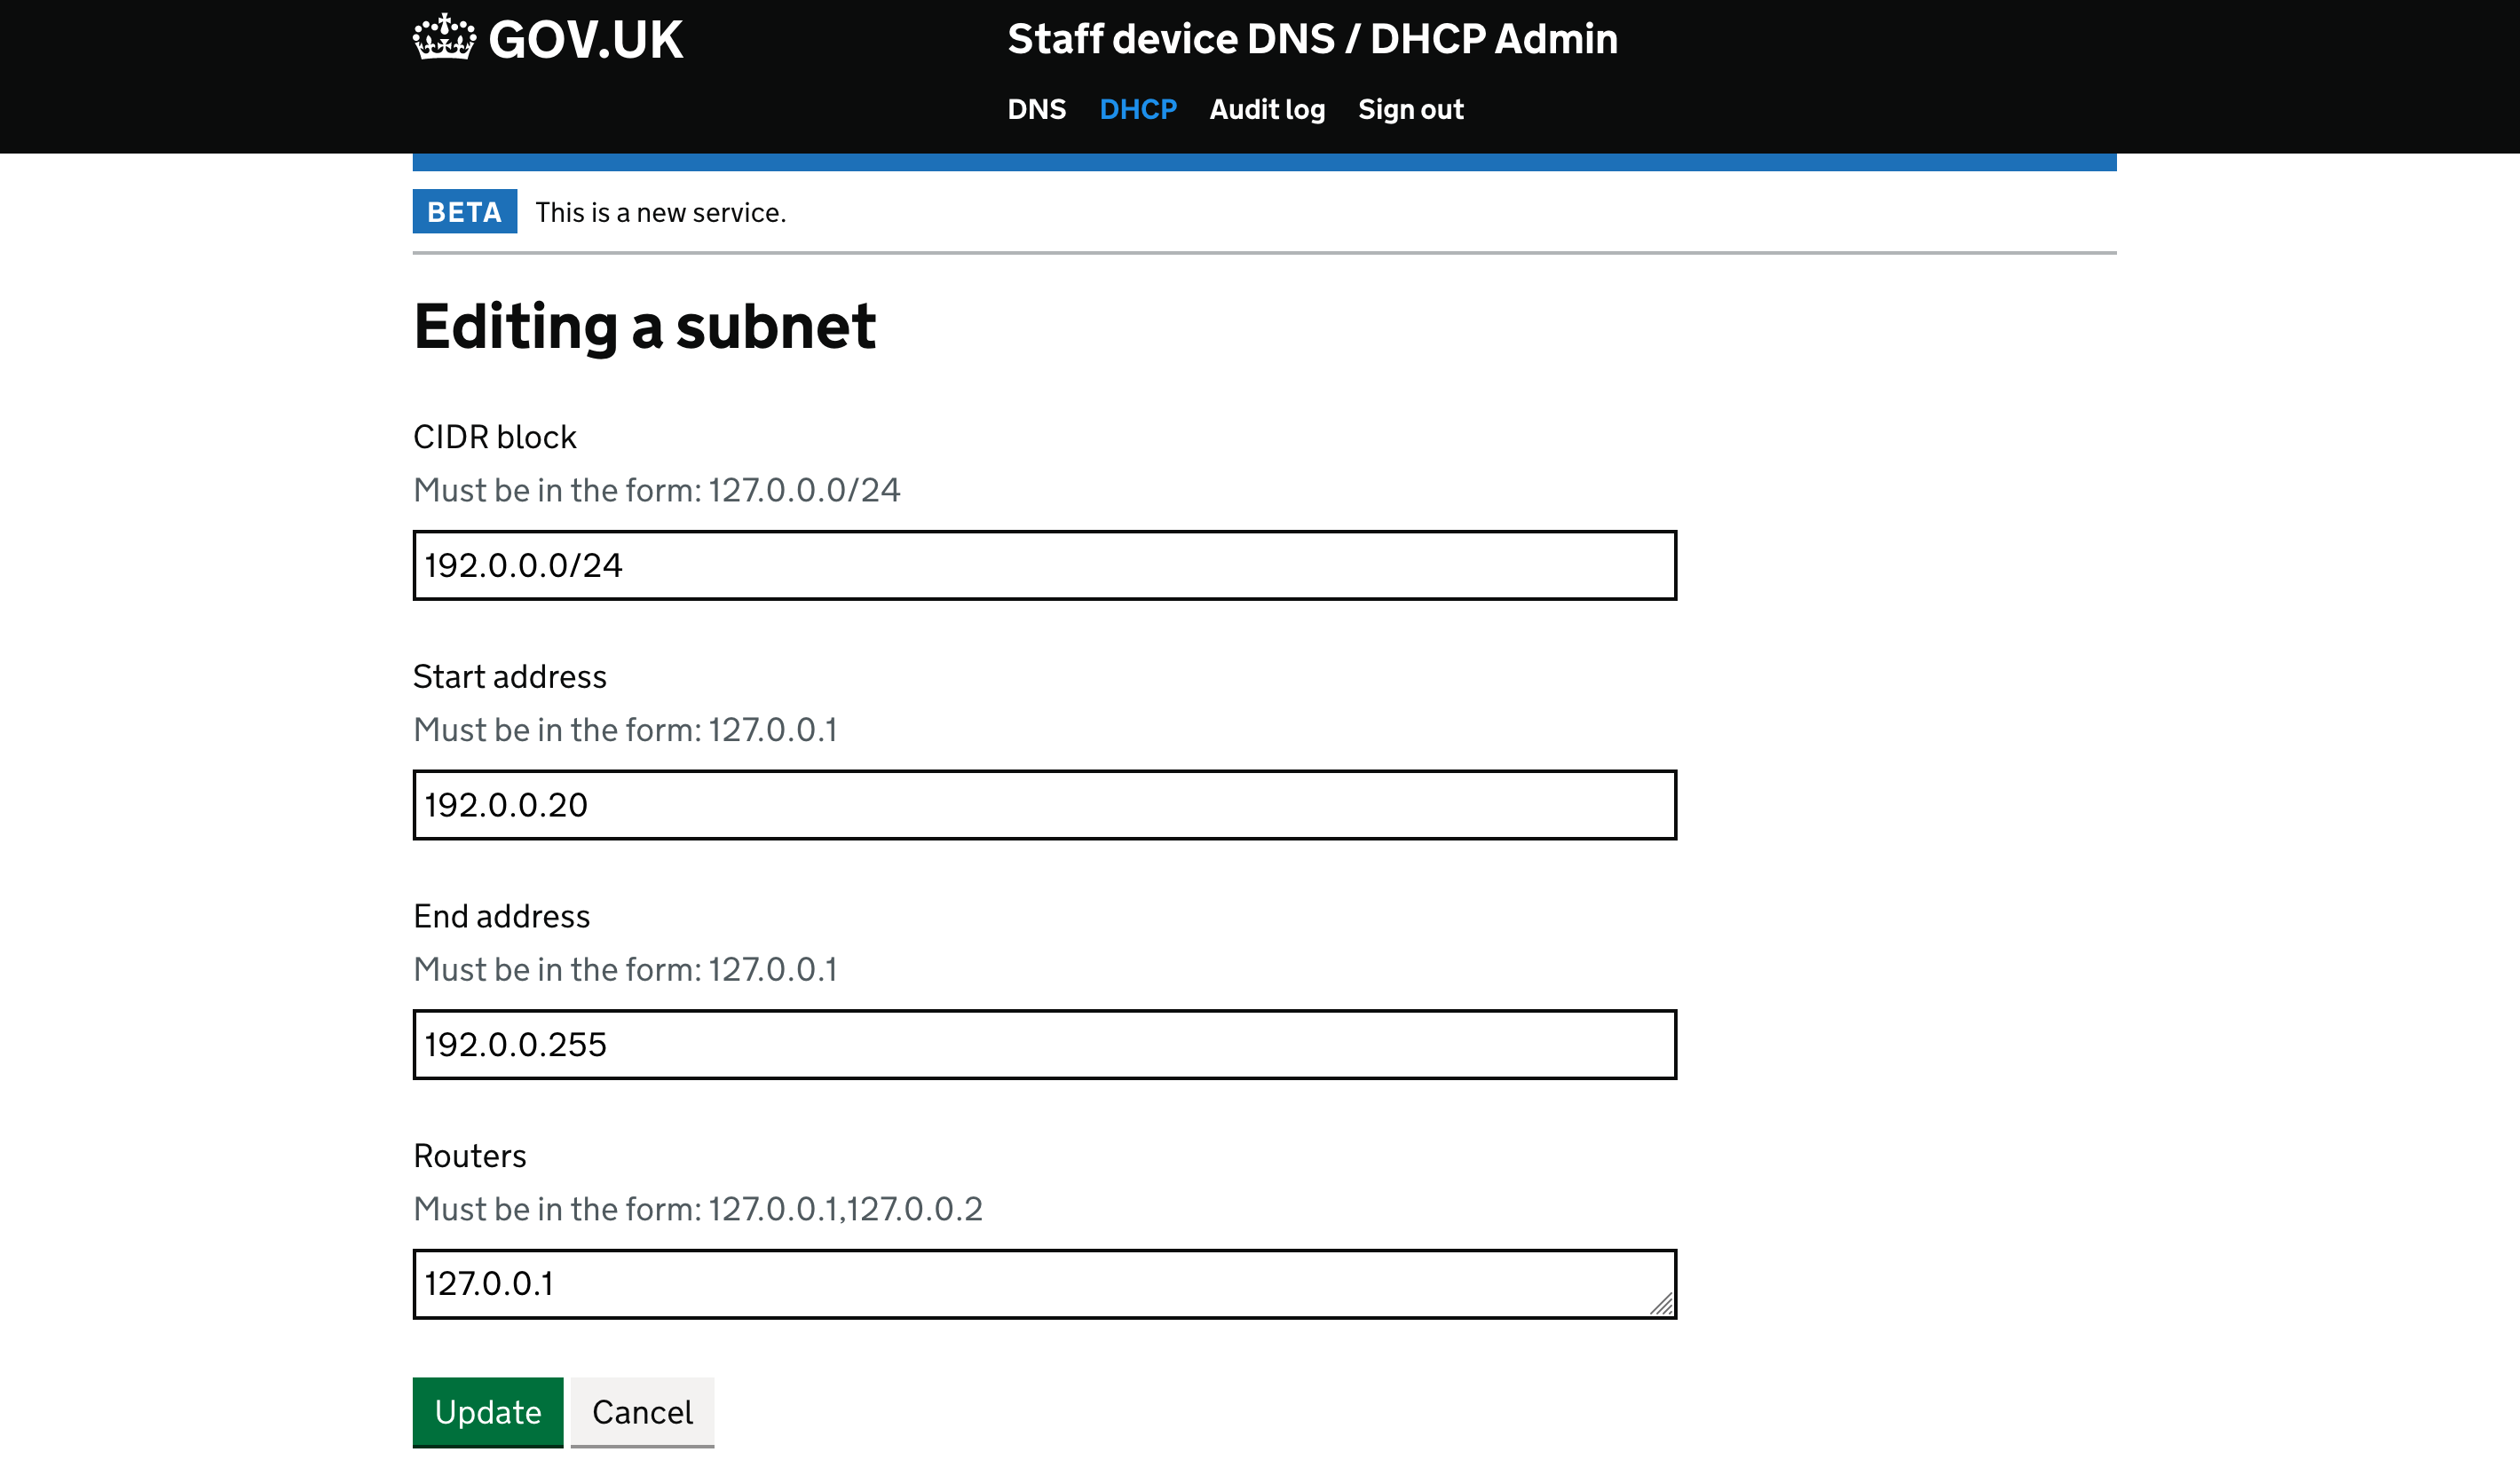 GOV.UK
Staff device DNS / DHCP Admin
DNS DHCP Audit log Sign out
BETA This is a new service.
Editing a subnet
CIDR block
Must be in the form: 127.0.0.0/24
192.0.0.0/24
Start address
Must be in the form: 127.0.0.1
192.0.0.20
End address
Must be in the form: 127.0.0.1
192.0.0.255
Routers
Must be in the form: 127.0.0.1,127.0.0.2
127.0.0.1
Update Cancel